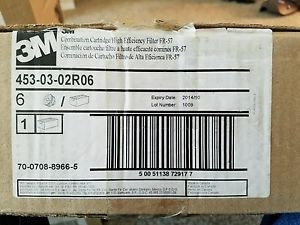 3M
Combination Cartridge/High Efficiency Filter FR-57
Ensemble cartouche filtre à haute efficacité combinés FR-57
Combinación de Cartucho/Filtro de Alta Eficiencia FR-57
453-03-02R06
6 /
Expiry Date 2014/10
Lot Number 1009
1
5 00 51138 72917 7
70-0708-8966-5